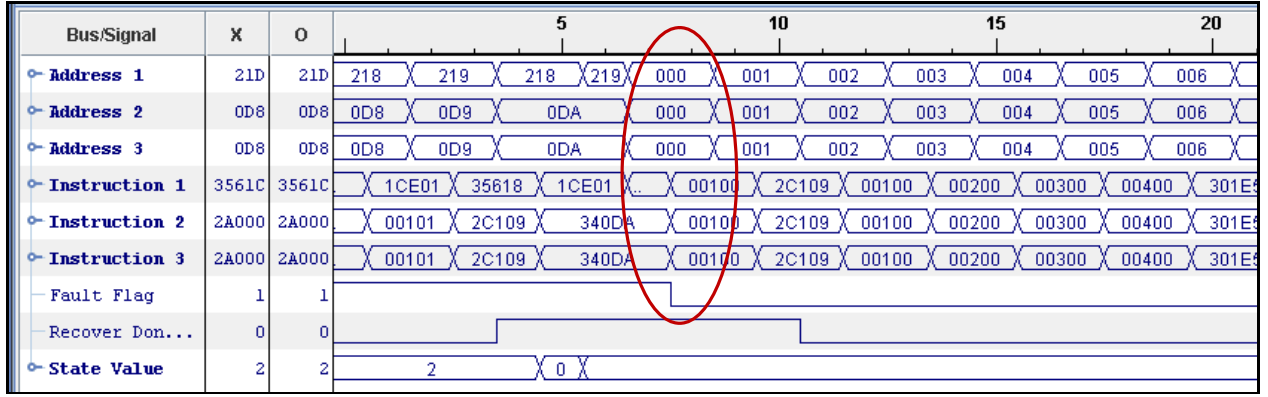 Bus/Signal X O 5 10 15 20
Address 1 21D 21D 218 219 218 219 000 001 002 003 004 005 006
Address 2 0D8 0D8 0D8 0D9 0DA 000 001 002 003 004 005 006
Address 3 0D8 0D8 0D8 0D9 0DA 000 001 002 003 004 005 006
Instruction 1 3561C 3561C 1CE01 35618 1CE01 .. 00100 2C109 00100 00200 00300 00400 301E5
Instruction 2 2A000 2A000 00101 2C109 340DA 00100 2C109 00100 00200 00300 00400 301E5
Instruction 3 2A000 2A000 00101 2C109 340DA 00100 2C109 00100 00200 00300 00400 301E5
Fault Flag 1 1
Recover Don... 0 0
State Value 2 2 2 0